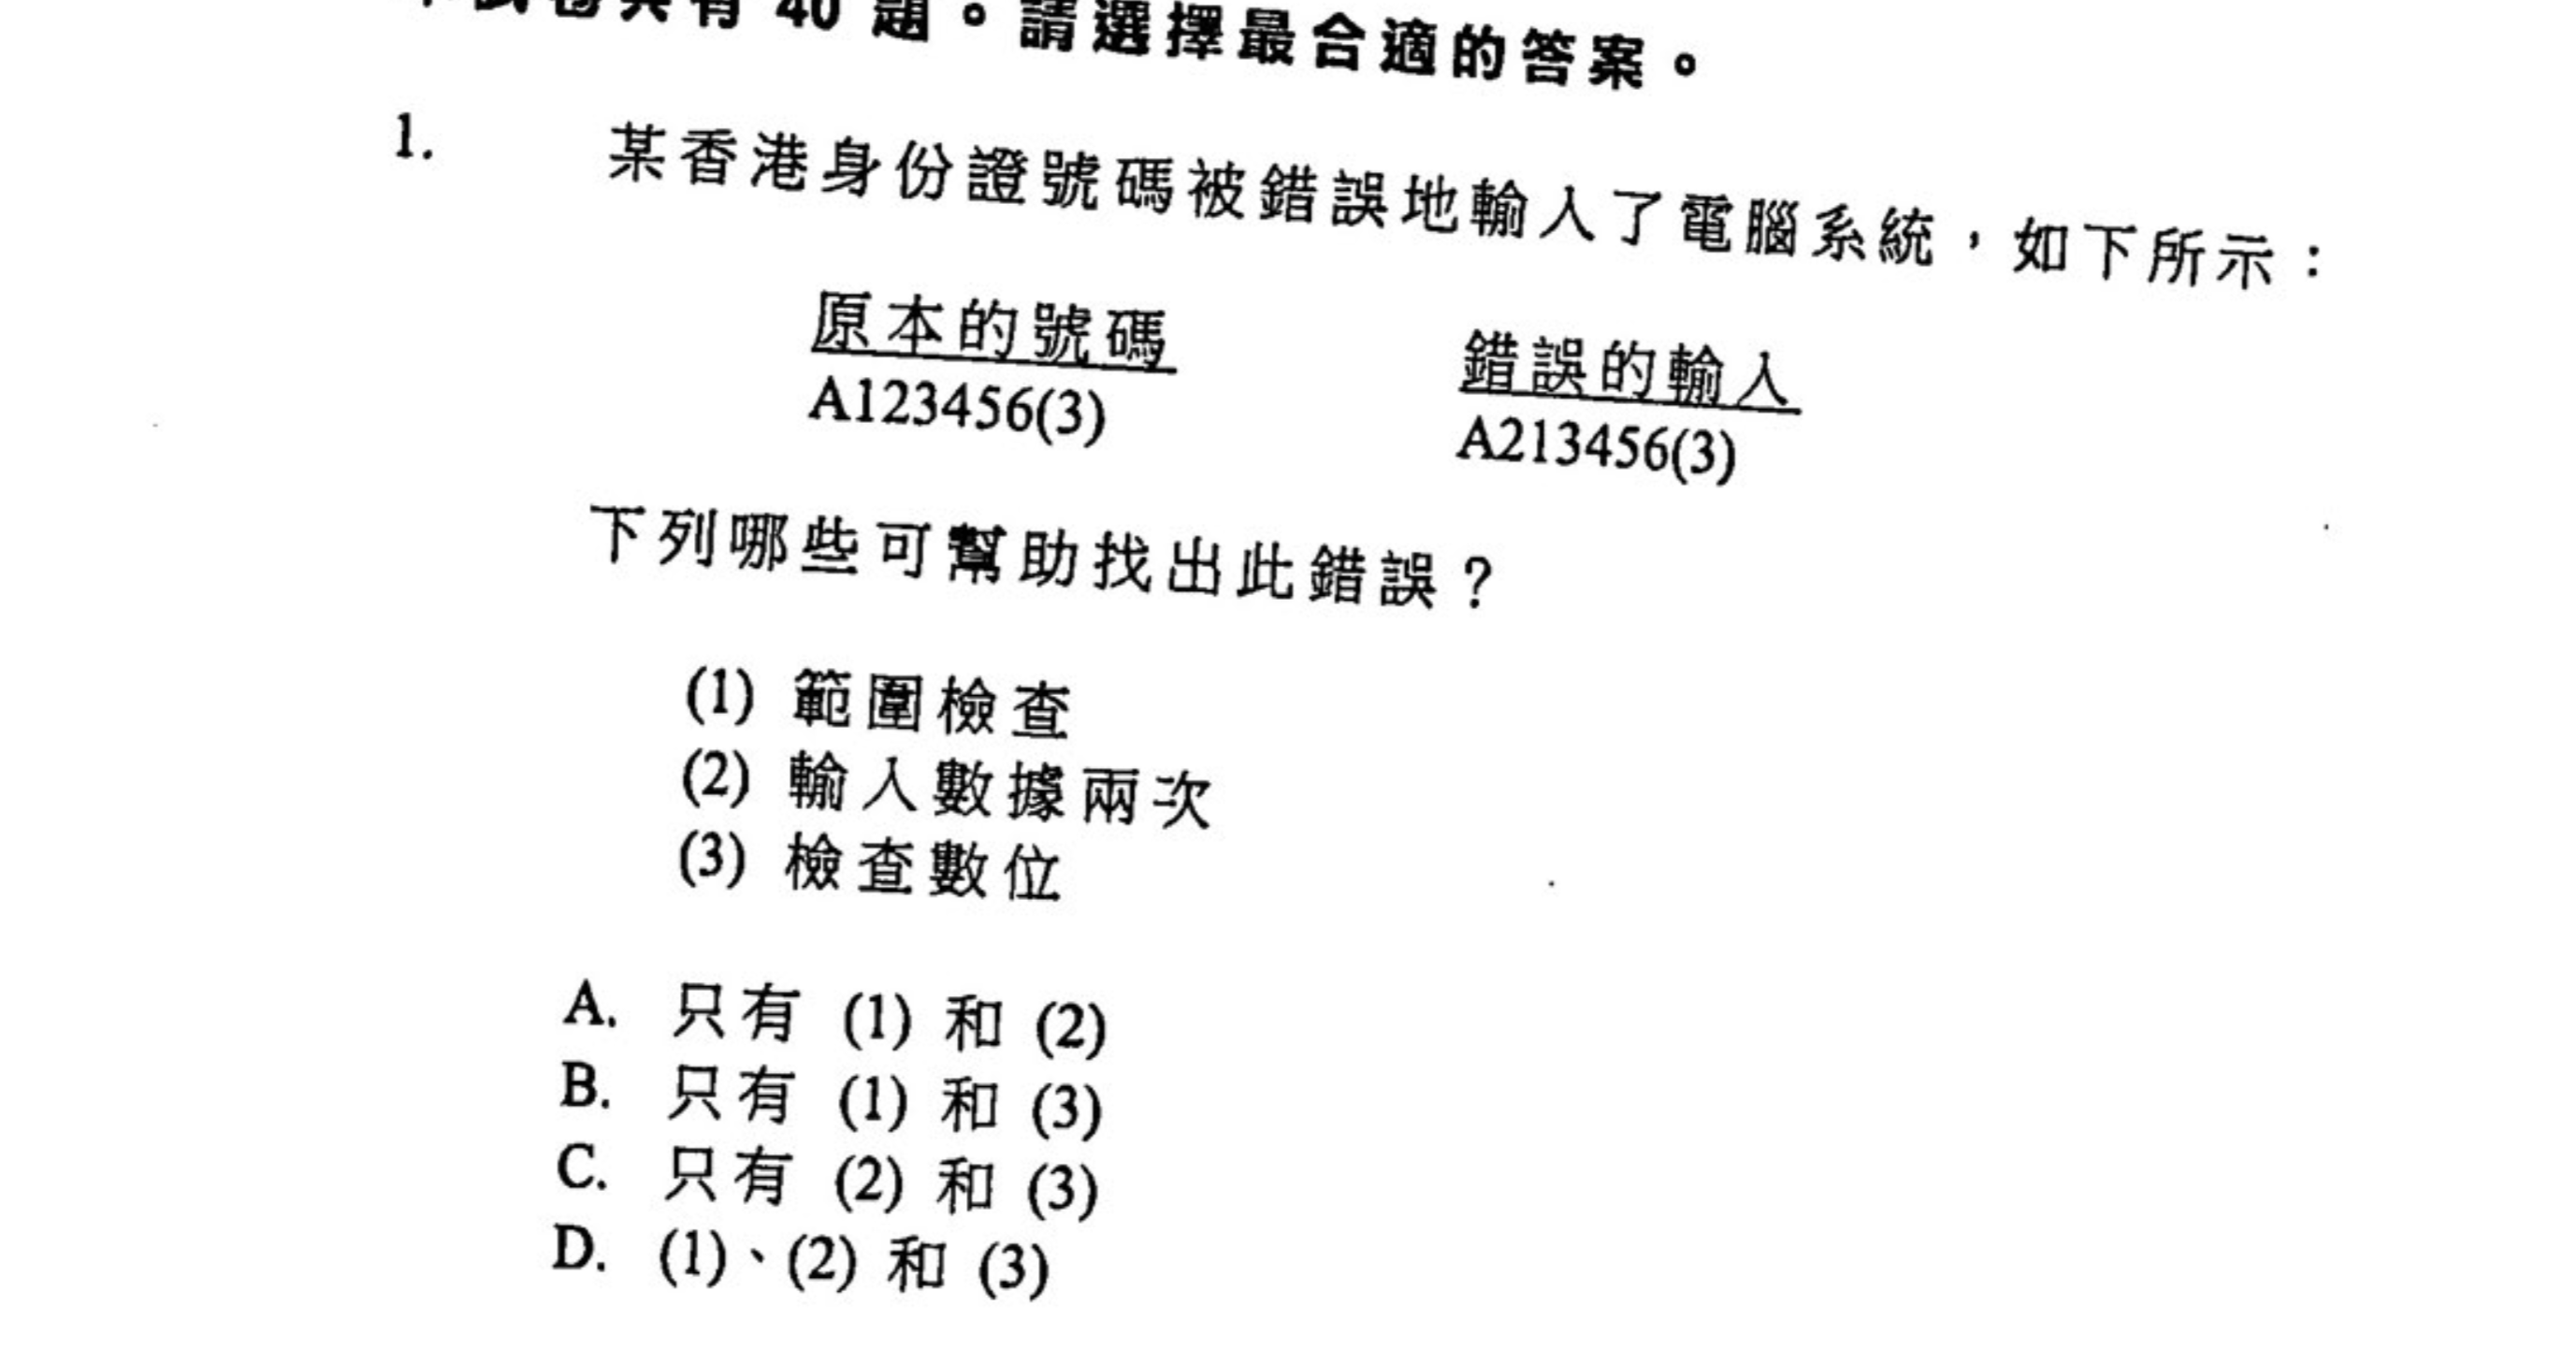 有 40 題。請選擇最合適的答案。
1. 某香港身份證號碼被錯誤地輸入了電腦系統，如下所示：
原本的號碼 錯誤的輸入
A123456(3) A213456(3)
下列哪些可幫助找出此錯誤？
(1) 範圍檢查
(2) 輸入數據兩次
(3) 檢查數位
A. 只有 (1) 和 (2)
B. 只有 (1) 和 (3)
C. 只有 (2) 和 (3)
D. (1)、(2) 和 (3)